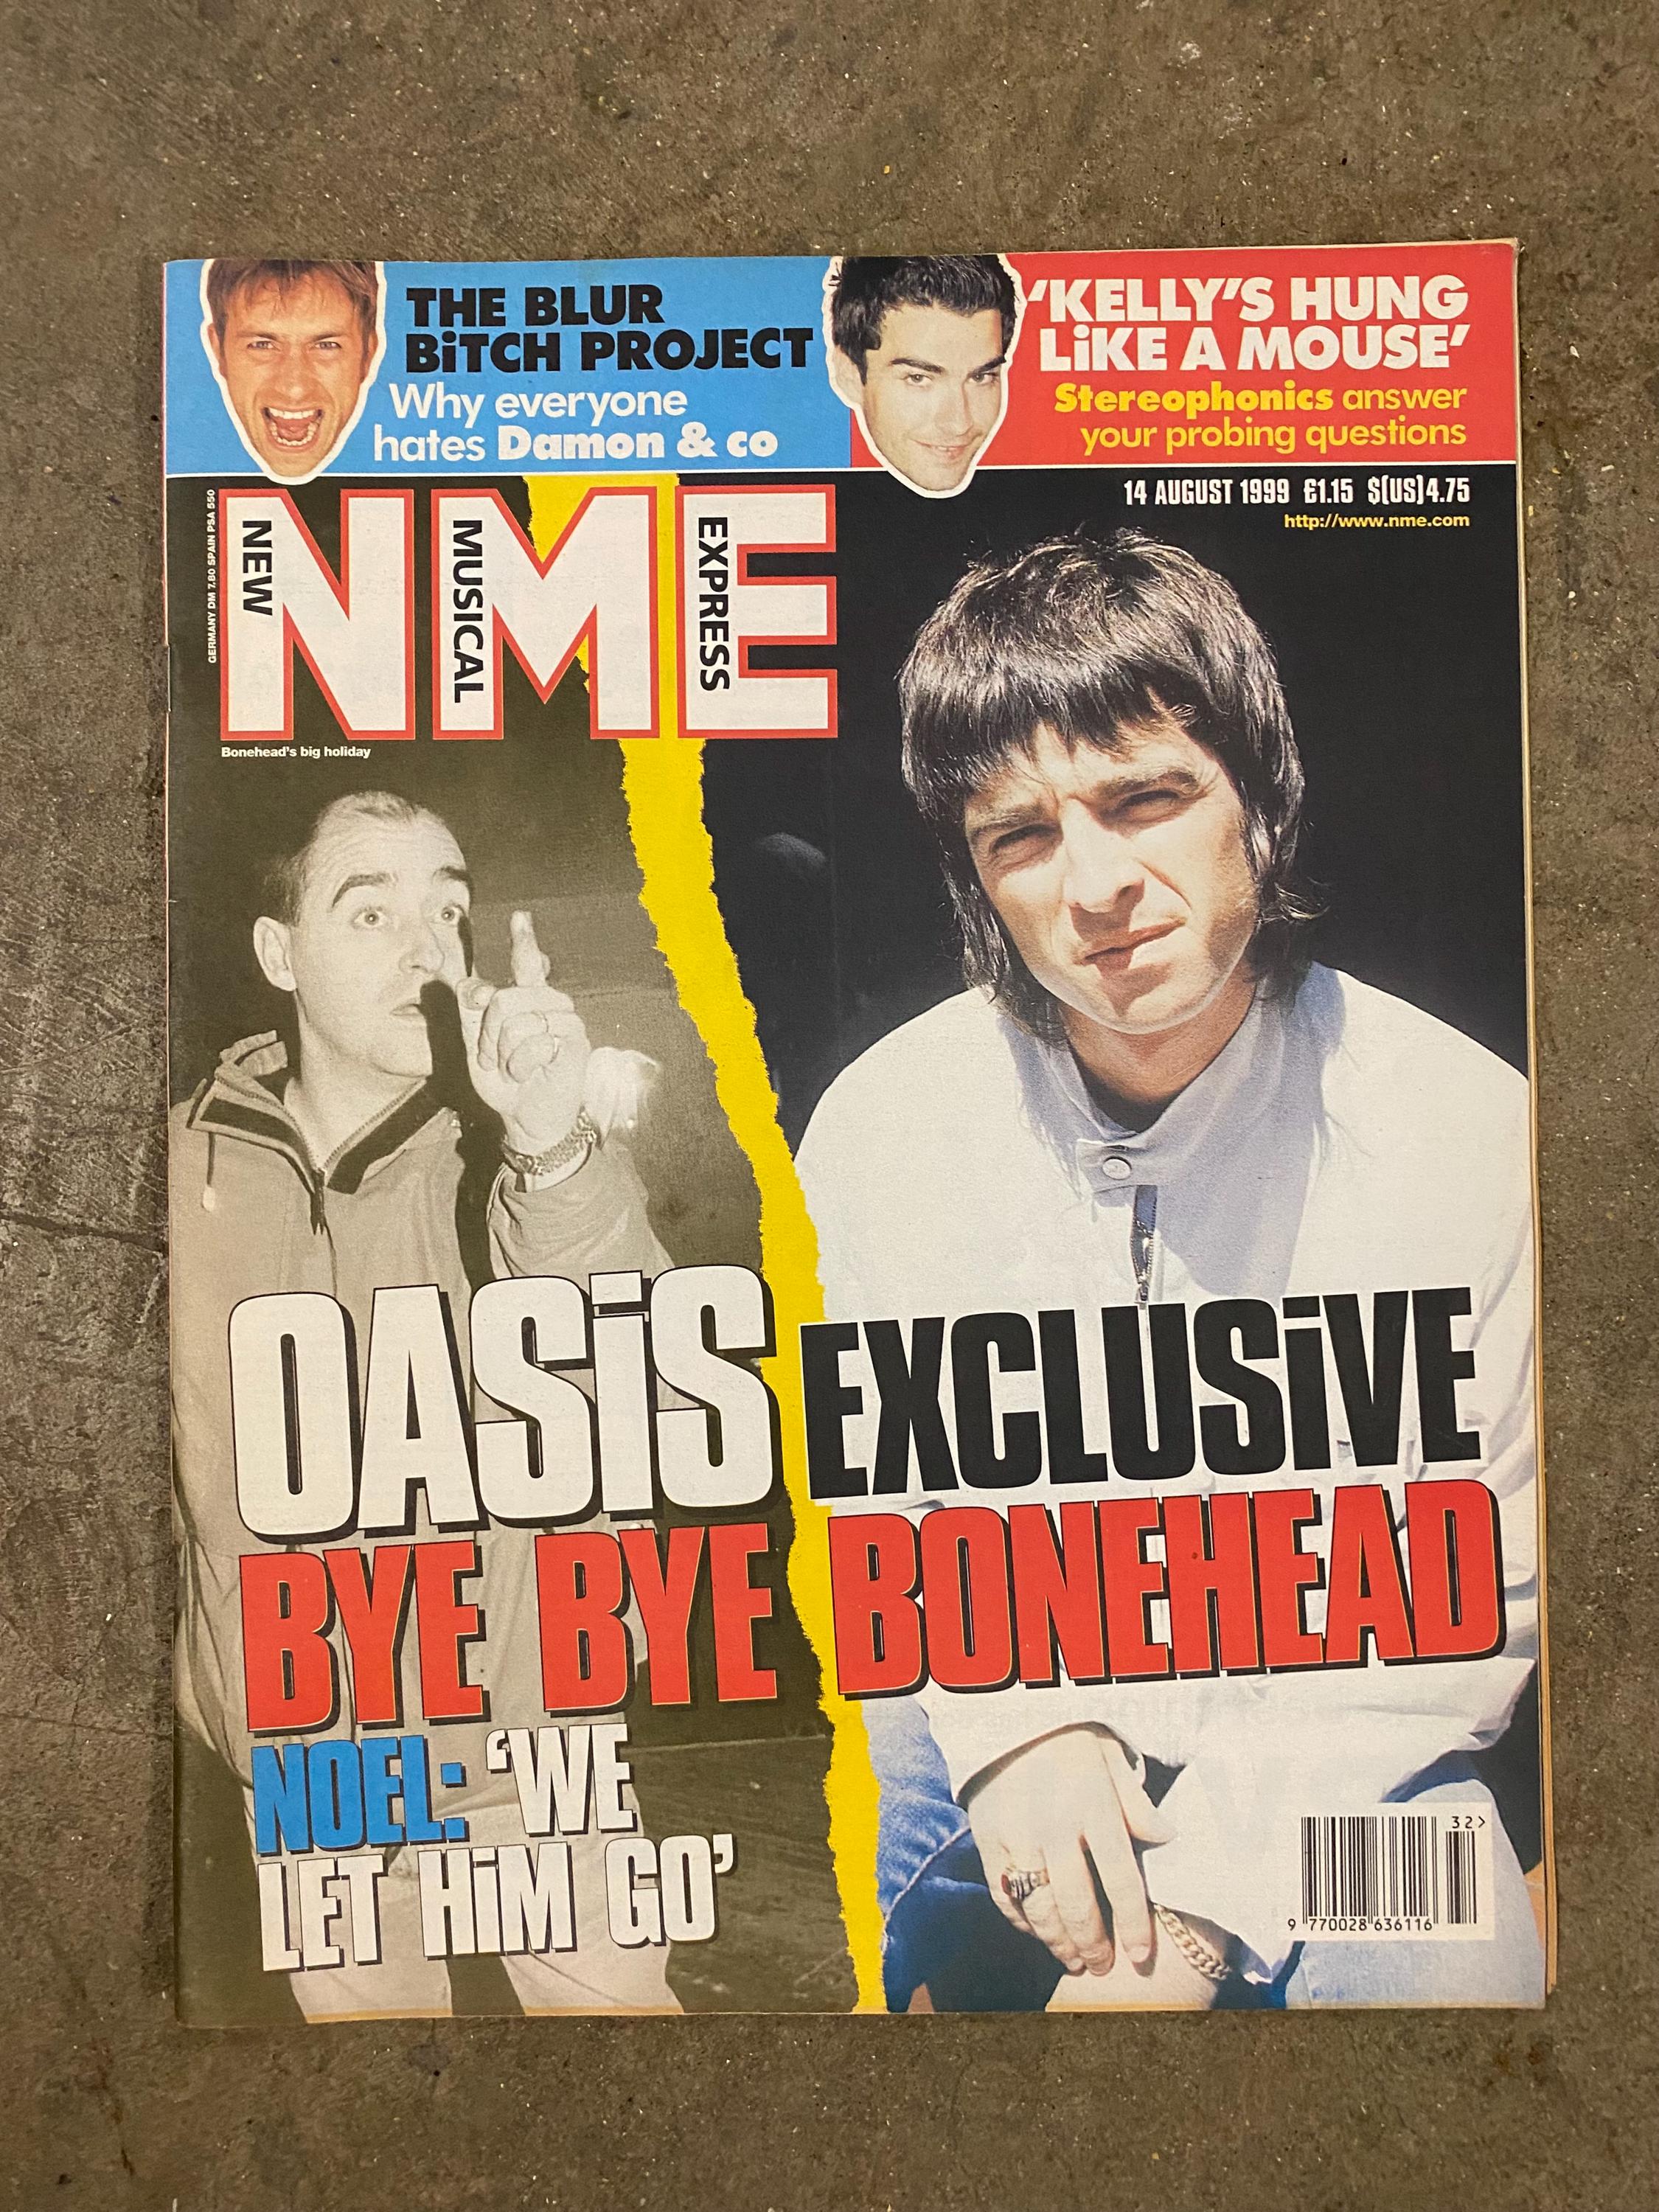 THE BLUR
BiTCH PROJECT
Why everyone
hates Damon & co
'KELLY'S HUNG
LiKE A MOUSE'
Stereophonics answer
your probing questions
14 AUGUST 1999 £1.15 $(US)4.75
http://www.nme.com
GERMANY DM 7.80 SPAIN PSA 550
NME
NEW
MUSICAL
EXPRESS
Bonehead's big holiday
OASiS EXCLUSiVE
BYE BYE BONEHEAD
NOEL: 'WE
LET HiM GO'
32>
9 770028 636116